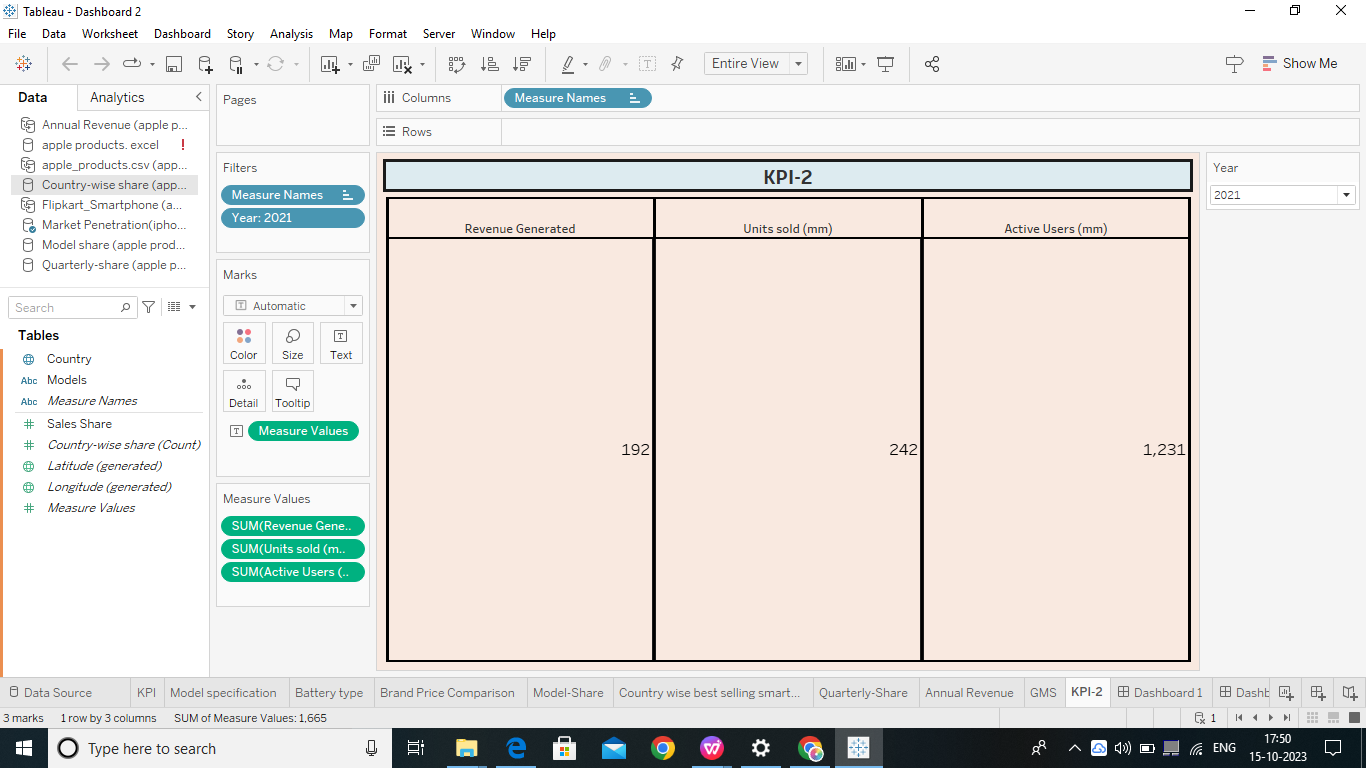 Tableau - Dashboard 2
File Data Worksheet Dashboard Story Analysis Map Format Server Window Help
Entire View
Show Me
Data Analytics
Annual Revenue (apple p...
apple products. excel
apple_products.csv (app...
Country-wise share (app...
Flipkart_Smartphone (a...
Market Penetration(ipho...
Model share (apple prod...
Quarterly-share (apple p...
Search
Tables
Country
Abc Models
Abc Measure Names
Sales Share
Country-wise share (Count)
Latitude (generated)
Longitude (generated)
Measure Values
Pages
Filters
Measure Names
Year: 2021
Marks
Automatic
Color Size Text
Detail Tooltip
Measure Values
Measure Values
SUM(Revenue Gene..
SUM(Units sold (m..
SUM(Active Users (..
Columns Measure Names
Rows
KPI-2
Revenue Generated Units sold (mm) Active Users (mm)
192 242 1,231
Year
2021
Data Source KPI Model specification Battery type Brand Price Comparison Model-Share Country wise best selling smart... Quarterly-Share Annual Revenue GMS KPI-2 Dashboard 1 Dashb
3 marks 1 row by 3 columns SUM of Measure Values: 1,665 1
Type here to search
ENG
17:50
15-10-2023